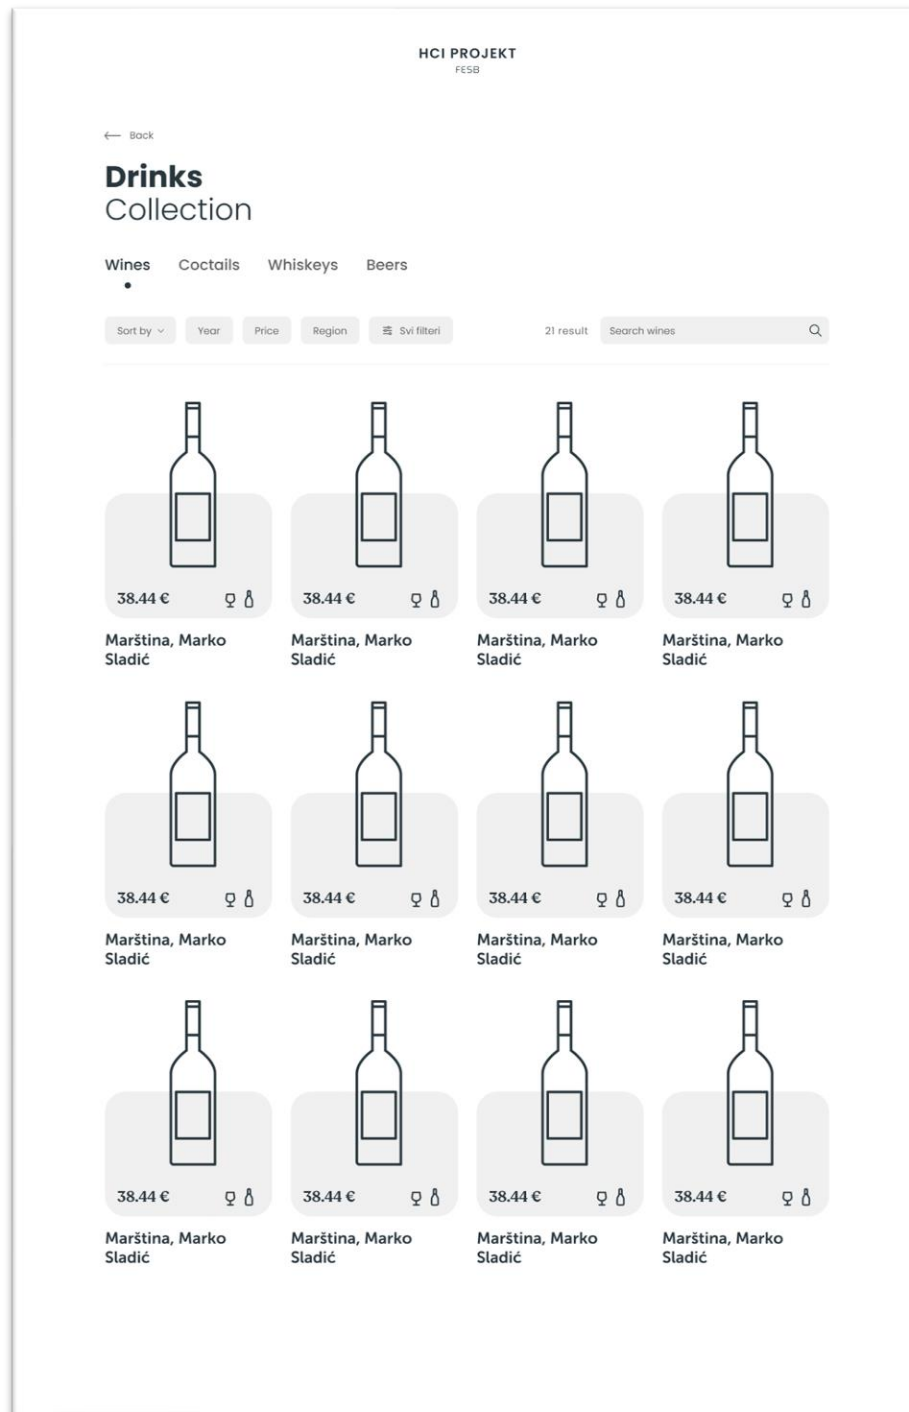 HCI PROJEKT
FESB
Back
Drinks
Collection
Wines Coctails Whiskeys Beers
Sort by Year Price Region Svi filteri 21 result Search wines
38.44 € 38.44 € 38.44 € 38.44 €
Marština, Marko Marština, Marko Marština, Marko Marština, Marko
Sladić Sladić Sladić Sladić
38.44 € 38.44 € 38.44 € 38.44 €
Marština, Marko Marština, Marko Marština, Marko Marština, Marko
Sladić Sladić Sladić Sladić
38.44 € 38.44 € 38.44 € 38.44 €
Marština, Marko Marština, Marko Marština, Marko Marština, Marko
Sladić Sladić Sladić Sladić